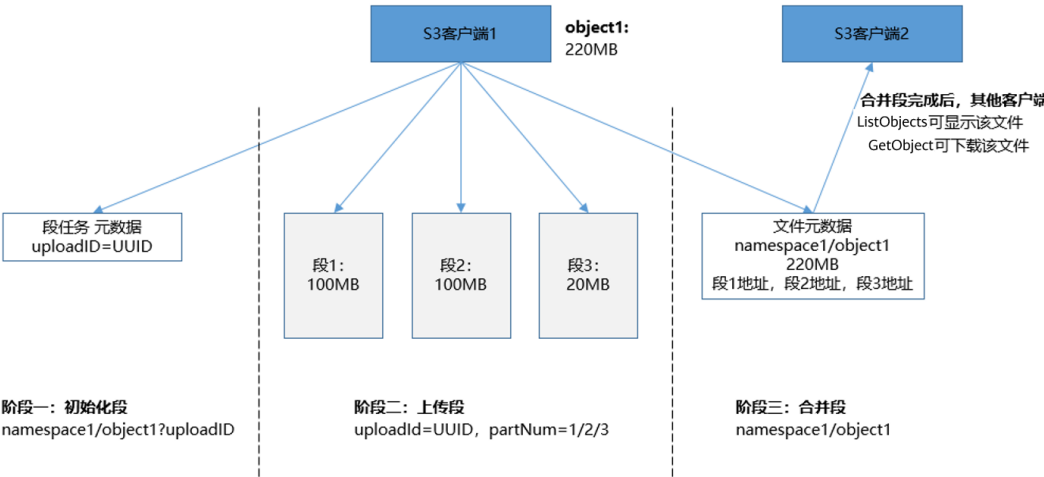 S3客户端1
object1:
220MB
S3客户端2
合并段完成后，其他客户端
ListObjects可显示该文件
GetObject可下载该文件
段任务 元数据
uploadID=UUID
段1：
100MB
段2：
100MB
段3：
20MB
文件元数据
namespace1/object1
220MB
段1地址，段2地址，段3地址
阶段一：初始化段
namespace1/object1?uploadID
阶段二：上传段
uploadId=UUID，partNum=1/2/3
阶段三：合并段
namespace1/object1